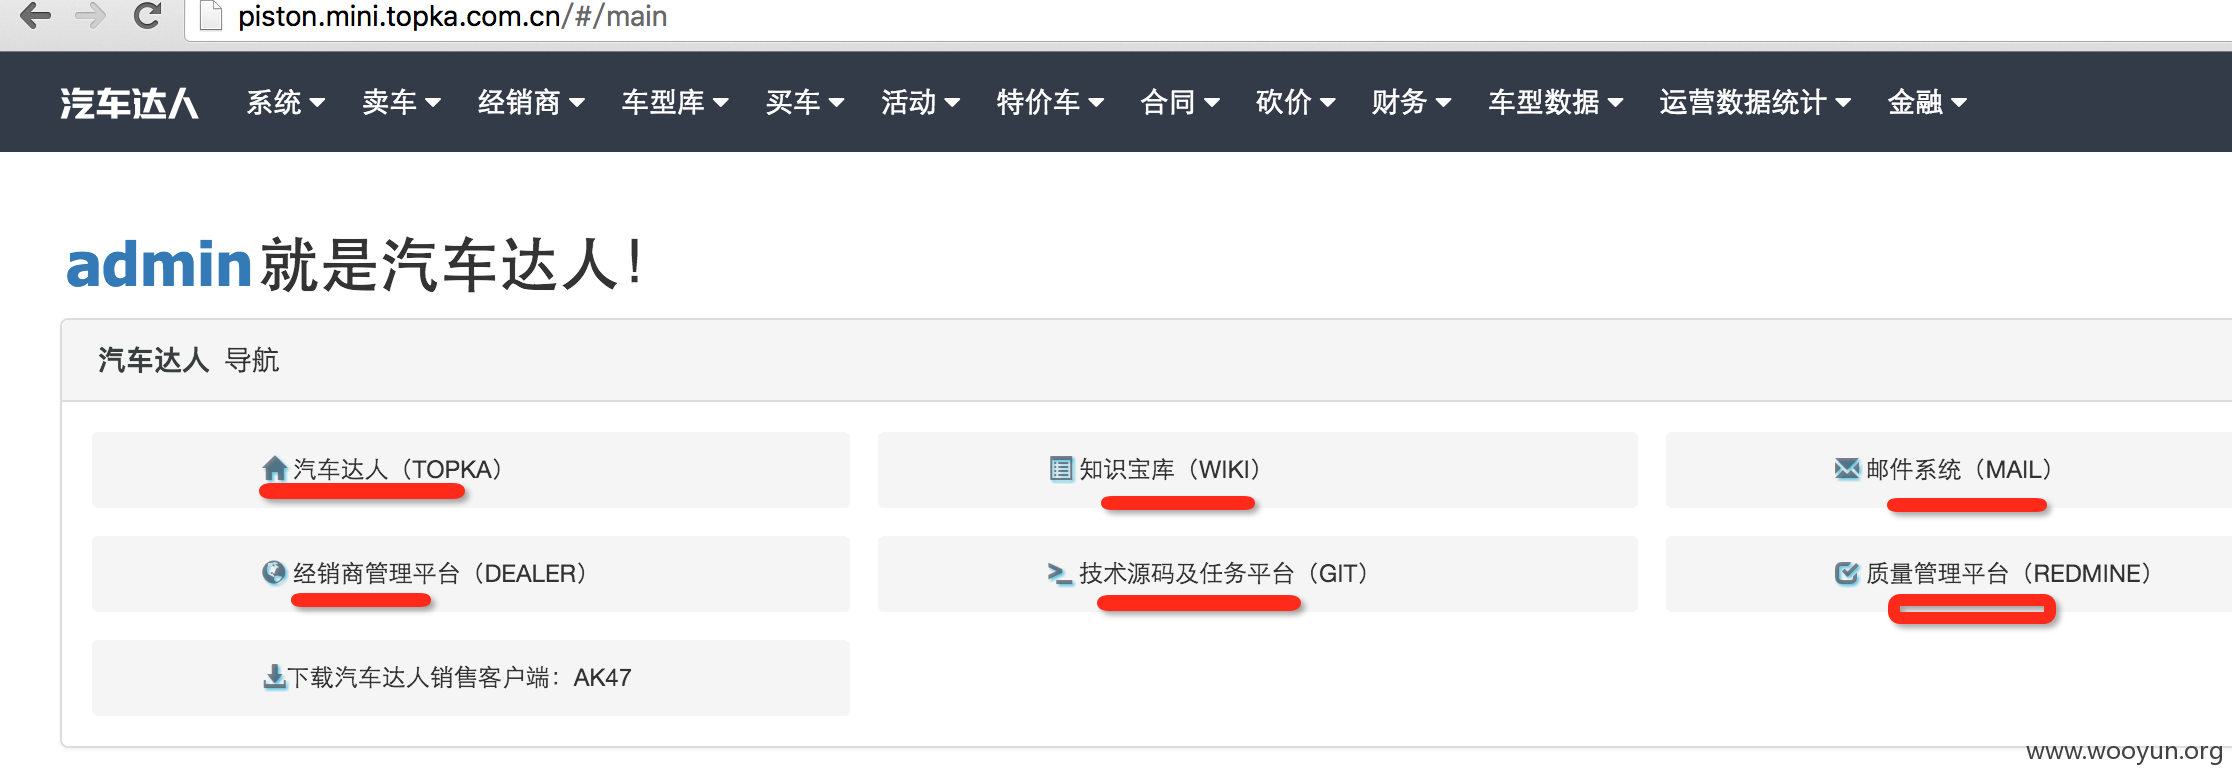 piston.mini.topka.com.cn/#/main
汽车达人 系统 卖车 经销商 车型库 买车 活动 特价车 合同 砍价 财务 车型数据 运营数据统计 金融
admin就是汽车达人！
汽车达人 导航
汽车达人（TOPKA） 知识宝库（WIKI） 邮件系统（MAIL）
经销商管理平台（DEALER） 技术源码及任务平台（GIT） 质量管理平台（REDMINE）
下载汽车达人销售客户端：AK47
www.wooyun.org